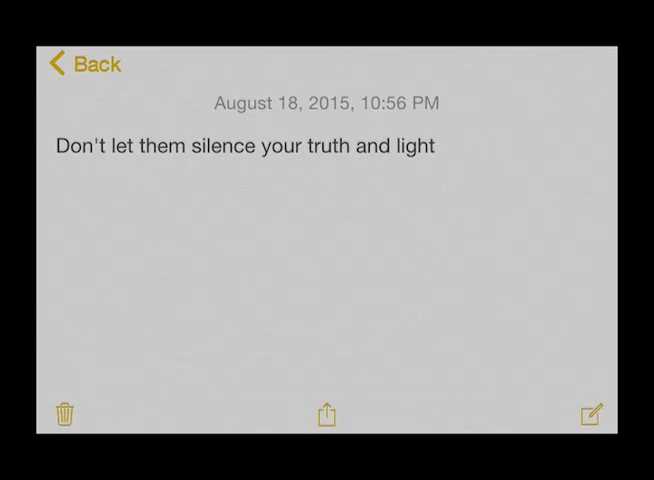 Back
August 18, 2015, 10:56 PM
Don't let them silence your truth and light